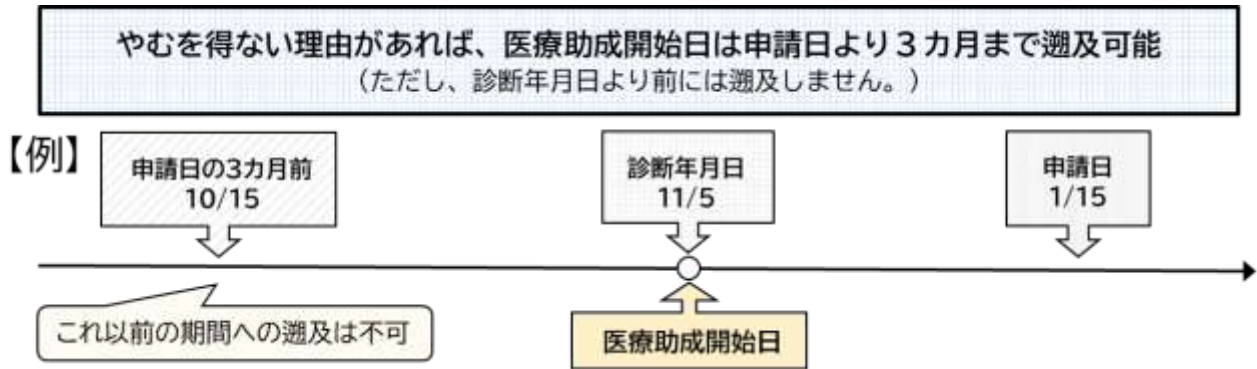 やむを得ない理由があれば、医療助成開始日は申請日より３カ月まで遡及可能
（ただし、診断年月日より前には遡及しません。）
【例】
申請日の3カ月前
10/15
診断年月日
11/5
申請日
1/15
これ以前の期間への遡及は不可
医療助成開始日